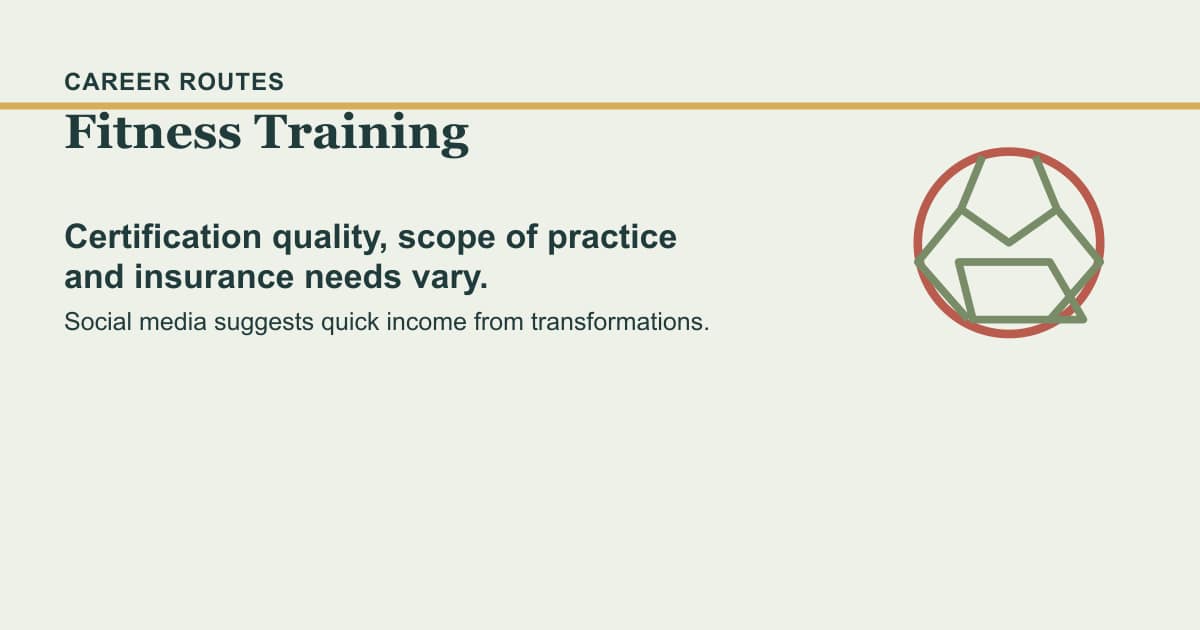 CAREER ROUTES
Fitness Training
Certification quality, scope of practice
and insurance needs vary.
Social media suggests quick income from transformations.